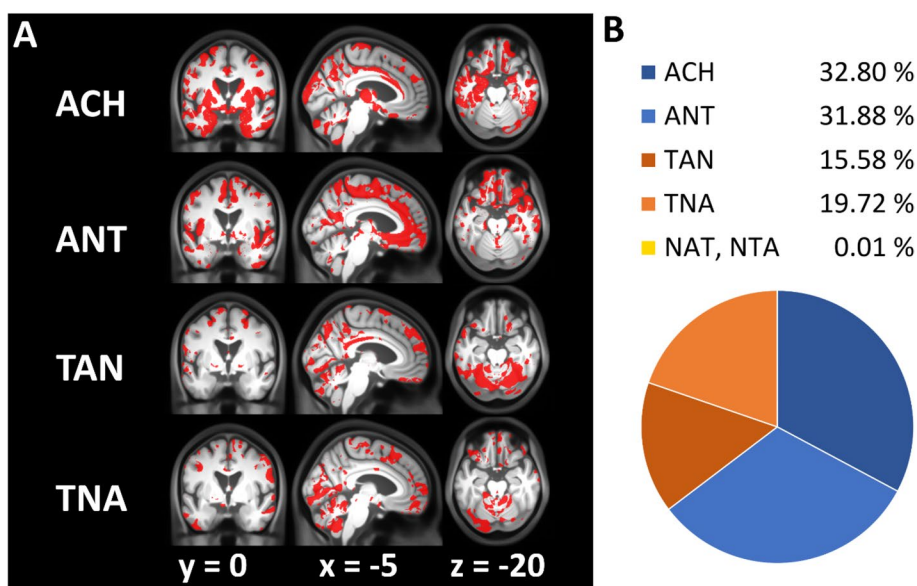 A
ACH
ANT
TAN
TNA
y = 0 x = -5 z = -20
B
ACH 32.80 %
ANT 31.88 %
TAN 15.58 %
TNA 19.72 %
NAT, NTA 0.01 %